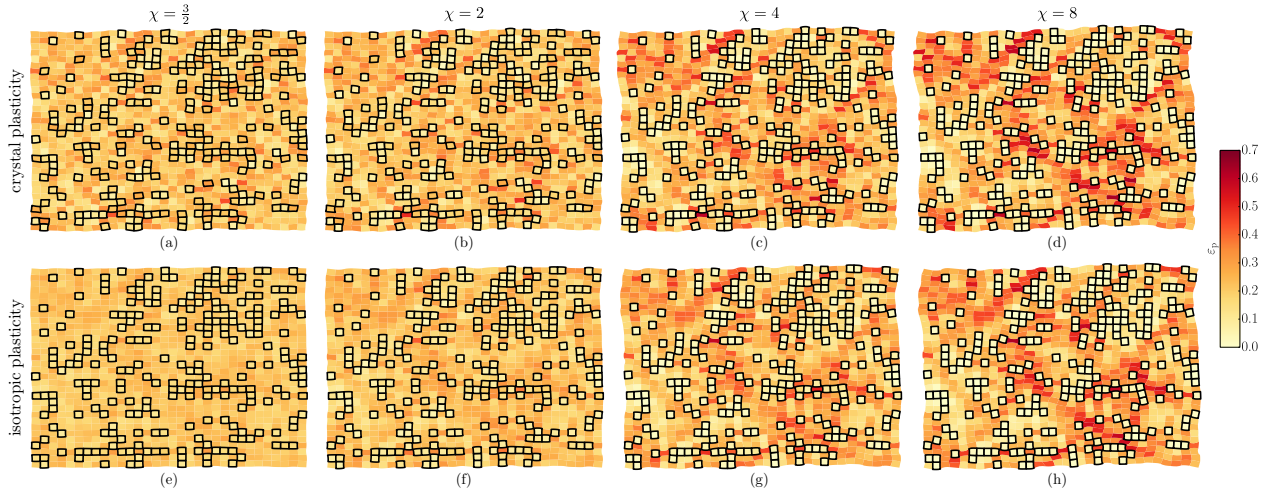 χ = 3/2
χ = 2
χ = 4
χ = 8
crystal plasticity
(a)
(b)
(c)
(d)
isotropic plasticity
(e)
(f)
(g)
(h)
0.7
0.6
0.5
0.4
0.3
0.2
0.1
0.0
εp